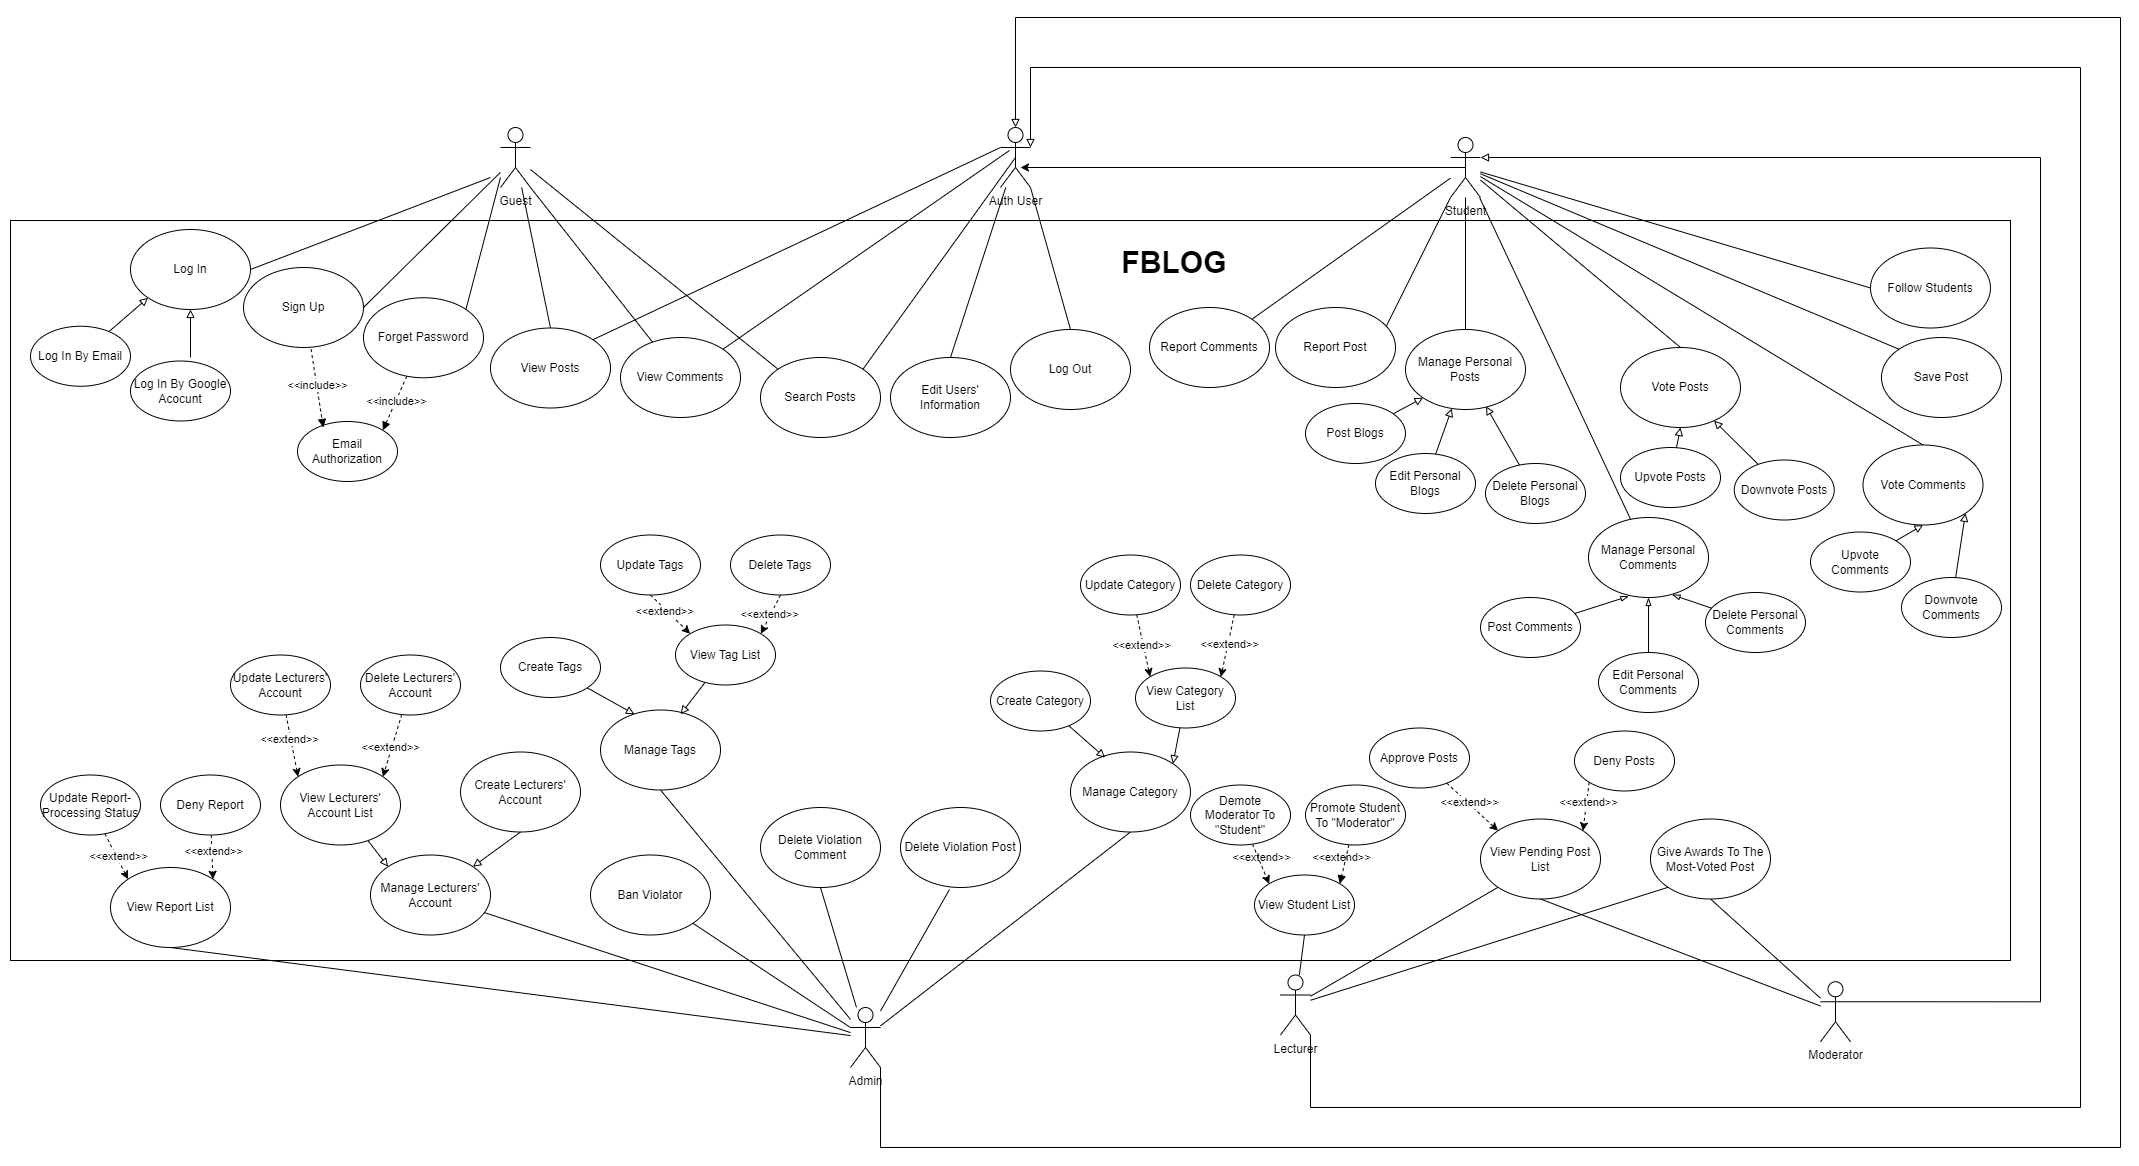 Guest
Auth User
Student
FBLOG
Log In
Sign Up
Forget Password
Log In By Email
Log In By Google
Acocunt
<<include>>
<<include>>
Email
Authorization
View Posts
View Comments
Search Posts
Edit Users'
Information
Log Out
Report Comments
Report Post
Manage Personal
Posts
Post Blogs
Edit Personal
Blogs
Delete Personal
Blogs
Vote Posts
Upvote Posts
Downvote Posts
Follow Students
Save Post
Vote Comments
Upvote
Comments
Downvote
Comments
Manage Personal
Comments
Post Comments
Edit Personal
Comments
Delete Personal
Comments
Update Tags
Delete Tags
<<extend>>
<<extend>>
View Tag List
Create Tags
Manage Tags
Update Category
Delete Category
<<extend>>
<<extend>>
View Category
List
Create Category
Manage Category
Update Lecturers'
Account
Delete Lecturers'
Account
<<extend>>
<<extend>>
View Lecturers'
Account List
Create Lecturers'
Account
Manage Lecturers'
Account
Update Report-
Processing Status
Deny Report
<<extend>>
<<extend>>
View Report List
Ban Violator
Delete Violation
Comment
Delete Violation Post
Demote
Moderator To
"Student"
Promote Student
To "Moderator"
<<extend>>
<<extend>>
View Student List
Approve Posts
Deny Posts
<<extend>>
<<extend>>
View Pending Post
List
Give Awards To The
Most-Voted Post
Admin
Lecturer
Moderator